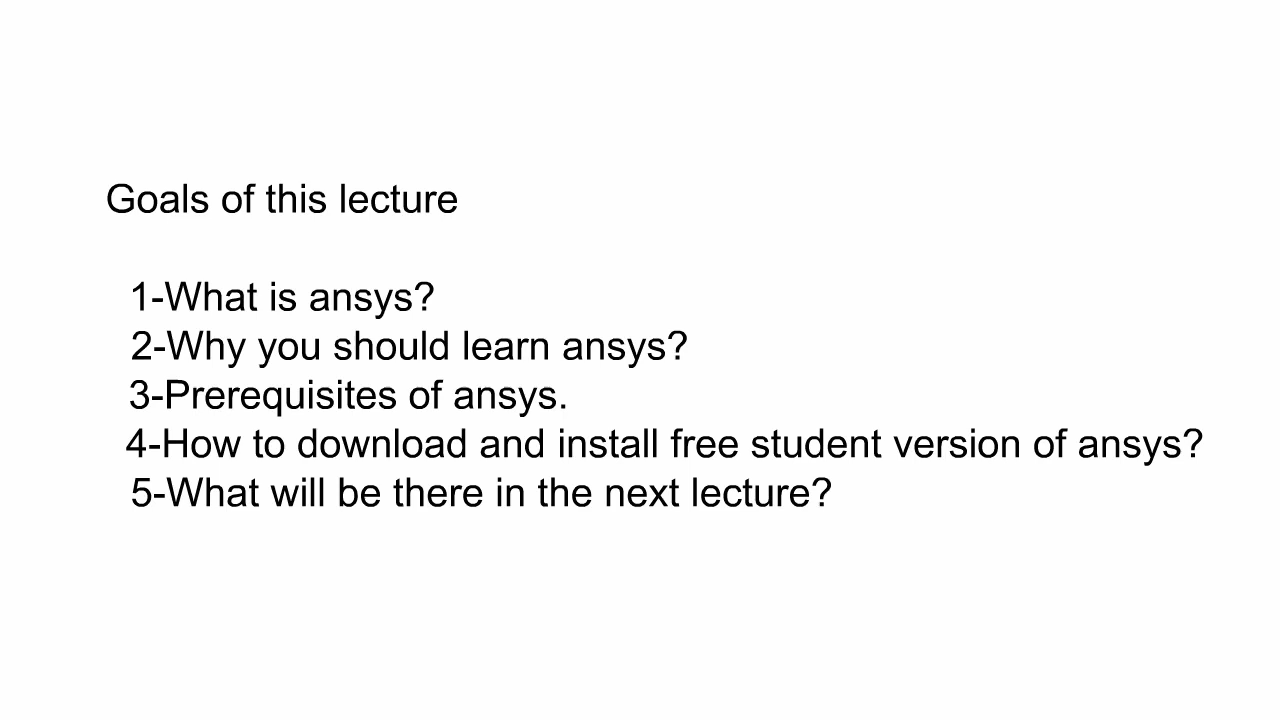 Goals of this lecture
1-What is ansys?
2-Why you should learn ansys?
3-Prerequisites of ansys.
4-How to download and install free student version of ansys?
5-What will be there in the next lecture?